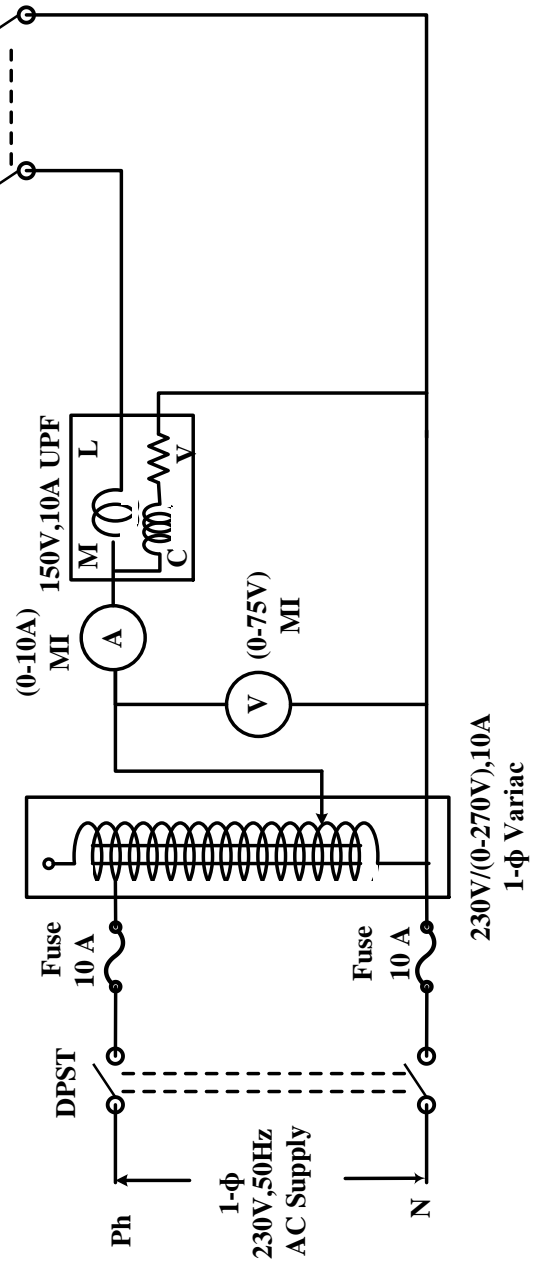 Ph
1-ϕ
230V,50Hz
AC Supply
N
DPST
Fuse
10 A
Fuse
10 A
230V/(0-270V),10A
1-ϕ Variac
(0-10A)
MI
A
V
(0-75V)
MI
150V,10A UPF
M
L
C
V